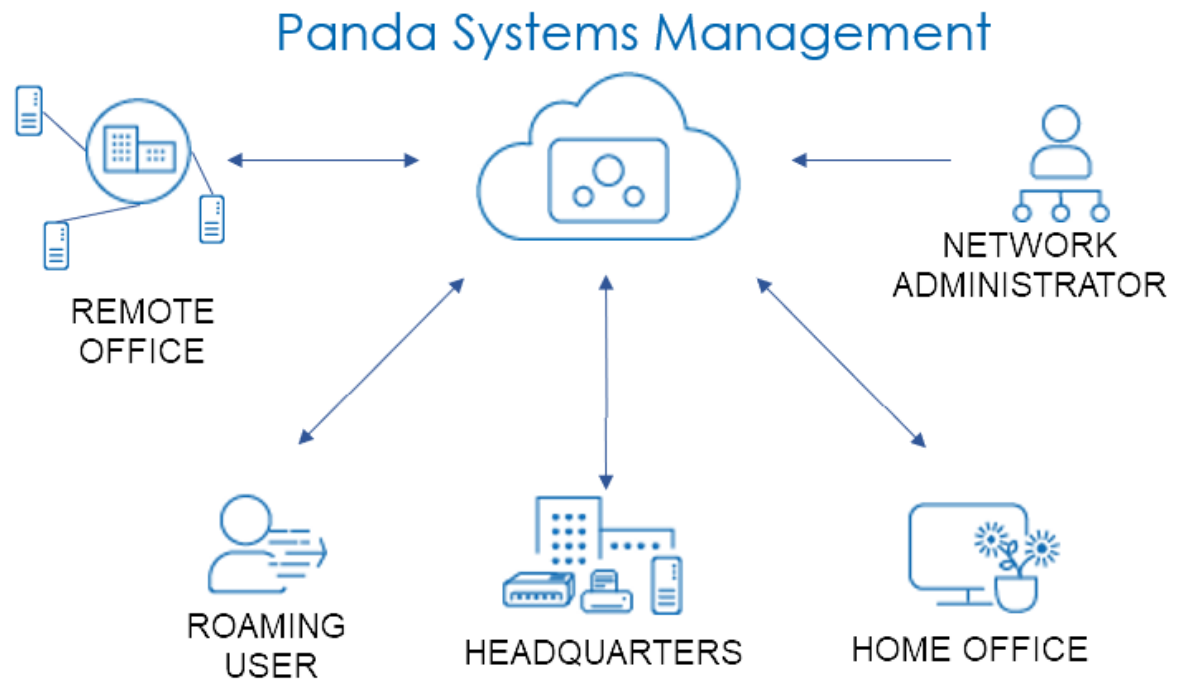 Panda Systems Management
NETWORK
ADMINISTRATOR
REMOTE
OFFICE
ROAMING
USER
HEADQUARTERS
HOME OFFICE